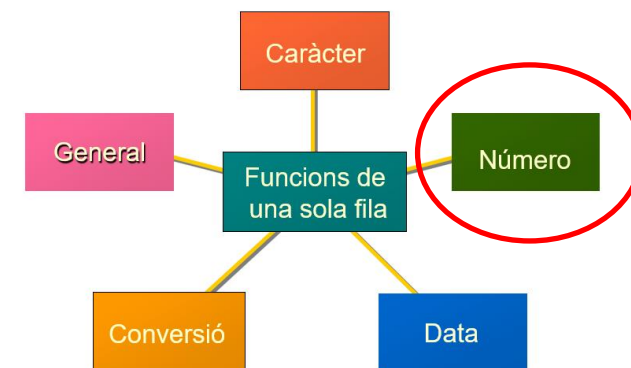 Caràcter
General
Número
Funcions de
una sola fila
Conversió
Data